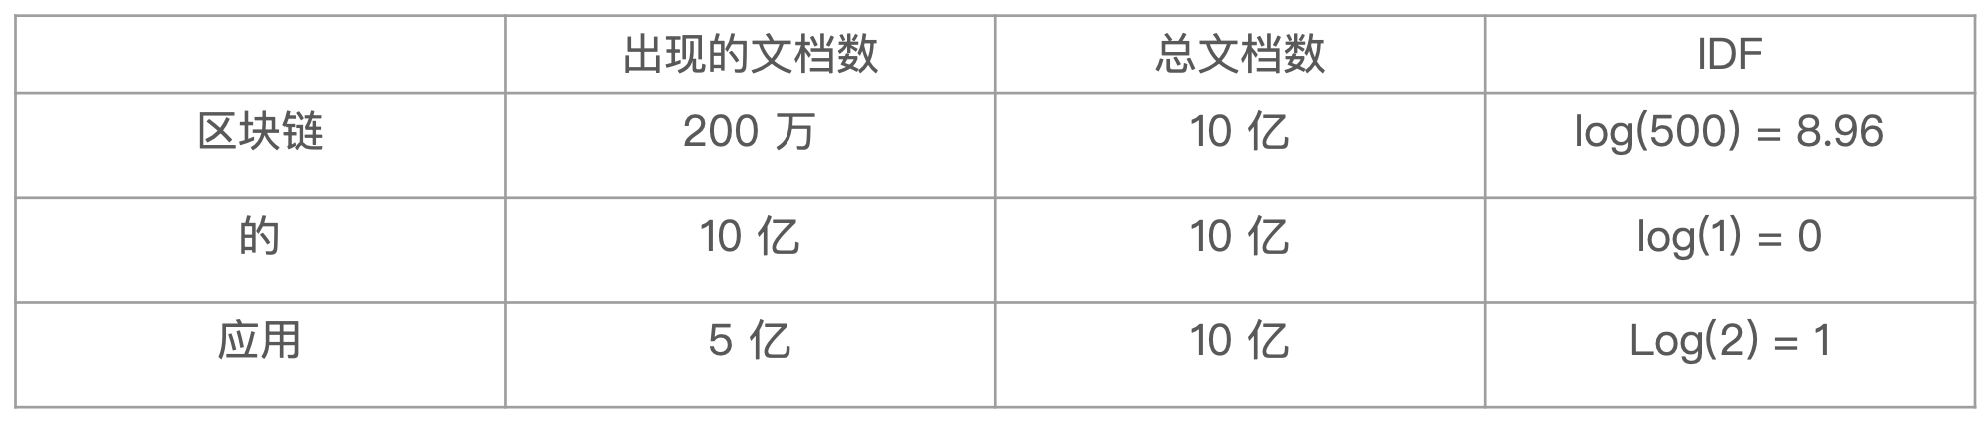 出现的文档数 总文档数 IDF
区块链 200 万 10 亿 log(500) = 8.96
的 10 亿 10 亿 log(1) = 0
应用 5 亿 10 亿 Log(2) = 1